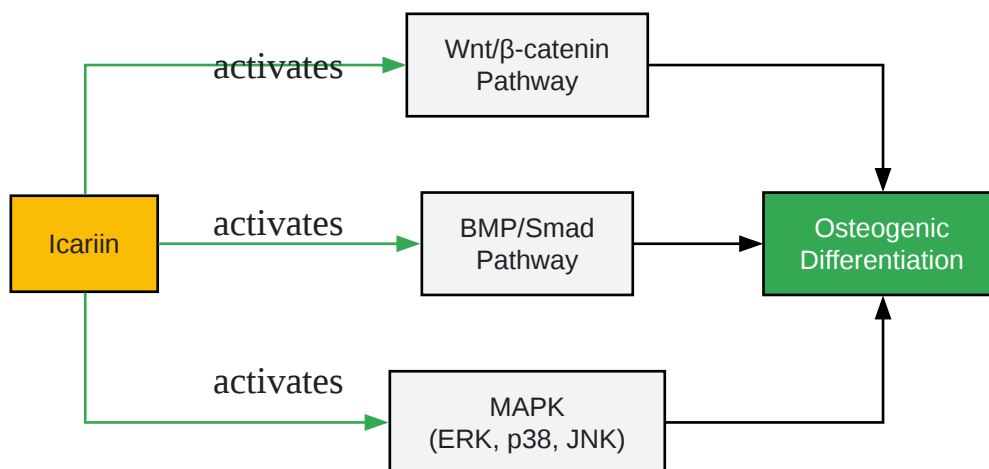 activates
Wnt/β-catenin
Pathway
Icariin
activates
BMP/Smad
Pathway
Osteogenic
Differentiation
activates
MAPK
(ERK, p38, JNK)